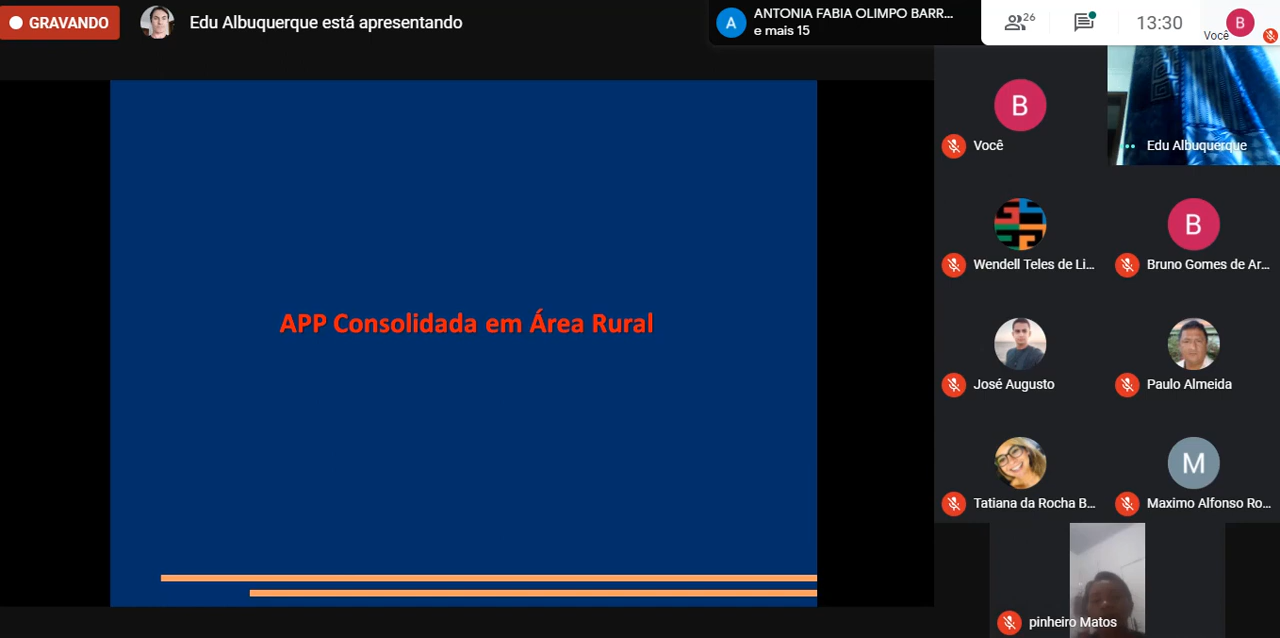 GRAVANDO
Edu Albuquerque está apresentando
A
ANTONIA FABIA OLIMPO BARR...
e mais 15
26
13:30
Você
B
B
Você
Edu Albuquerque
Wendell Teles de Li...
B
Bruno Gomes de Ar...
APP Consolidada em Área Rural
José Augusto
Paulo Almeida
Tatiana da Rocha B...
M
Maximo Alfonso Ro...
pinheiro Matos